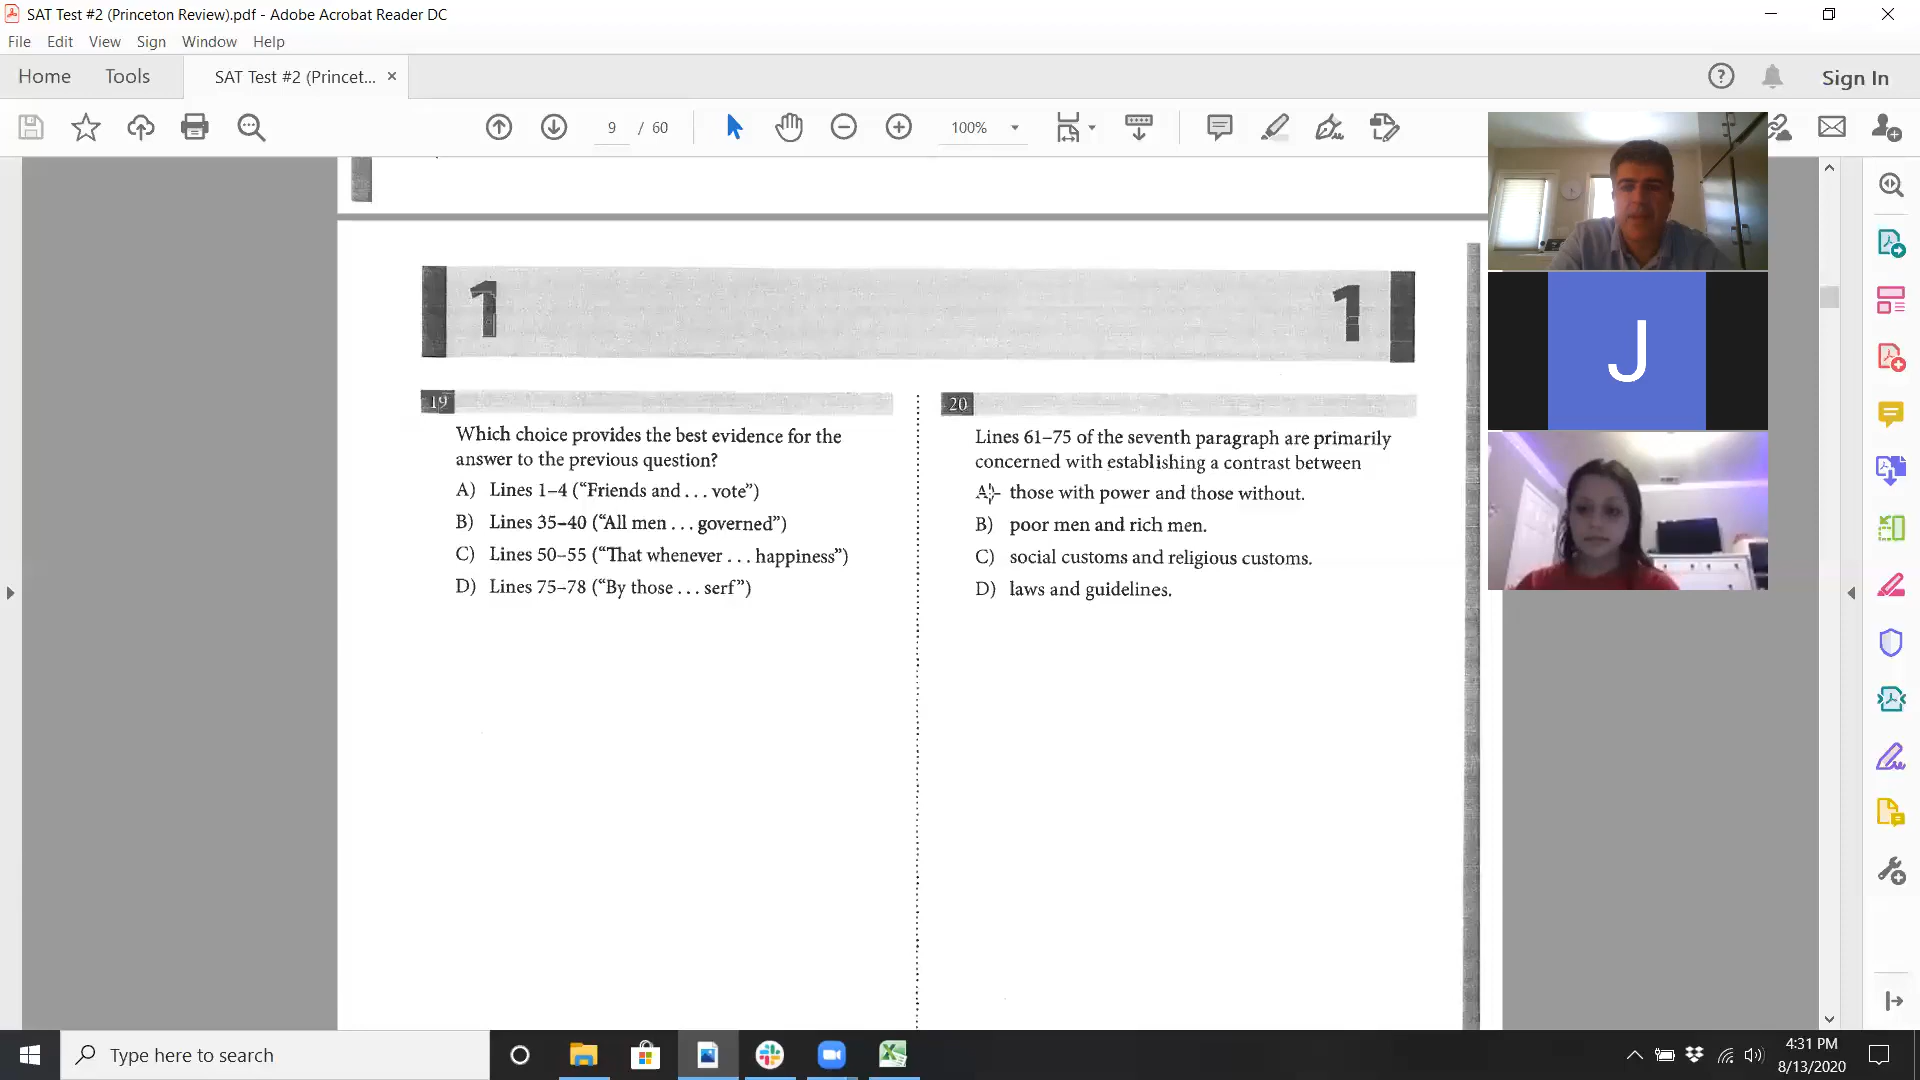 SAT Test #2 (Princeton Review).pdf - Adobe Acrobat Reader DC
File Edit View Sign Window Help
Home Tools SAT Test #2 (Princet... ×
Sign In
9 / 60
100%
1
1
19
Which choice provides the best evidence for the
answer to the previous question?
A) Lines 1–4 (“Friends and . . . vote”)
B) Lines 35–40 (“All men . . . governed”)
C) Lines 50–55 (“That whenever . . . happiness”)
D) Lines 75–78 (“By those . . . serf”)
20
Lines 61–75 of the seventh paragraph are primarily
concerned with establishing a contrast between
A) those with power and those without.
B) poor men and rich men.
C) social customs and religious customs.
D) laws and guidelines.
J
Type here to search
4:31 PM
8/13/2020